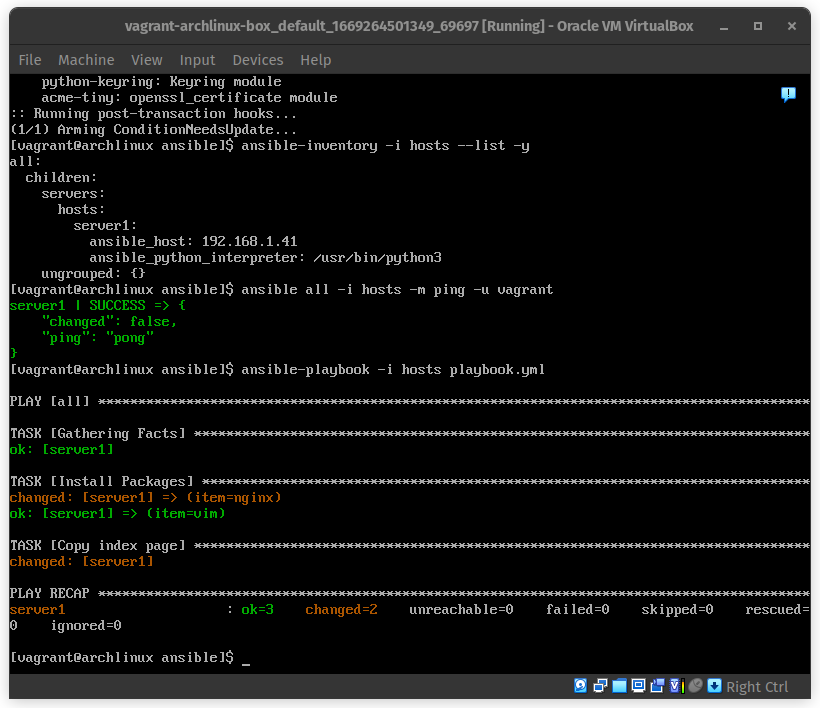 vagrant-archlinux-box_default_1669264501349_69697 [Running] - Oracle VM VirtualBox
File Machine View Input Devices Help
    python-keyring: Keyring module
    acme-tiny: openssl_certificate module
:: Running post-transaction hooks...
(1/1) Arming ConditionNeedsUpdate...
[vagrant@archlinux ansible]$ ansible-inventory -i hosts --list -y
all:
  children:
    servers:
      hosts:
        server1:
          ansible_host: 192.168.1.41
          ansible_python_interpreter: /usr/bin/python3
    ungrouped: {}
[vagrant@archlinux ansible]$ ansible all -i hosts -m ping -u vagrant
server1 | SUCCESS => {
    "changed": false,
    "ping": "pong"
}
[vagrant@archlinux ansible]$ ansible-playbook -i hosts playbook.yml
PLAY [all] *****************************************************************************************
TASK [Gathering Facts] *****************************************************************************
ok: [server1]
TASK [Install Packages] ****************************************************************************
changed: [server1] => (item=nginx)
ok: [server1] => (item=vim)
TASK [Copy index page] *****************************************************************************
changed: [server1]
PLAY RECAP *****************************************************************************************
server1                    : ok=3    changed=2    unreachable=0    failed=0    skipped=0    rescued=
0    ignored=0
[vagrant@archlinux ansible]$ _
Right Ctrl